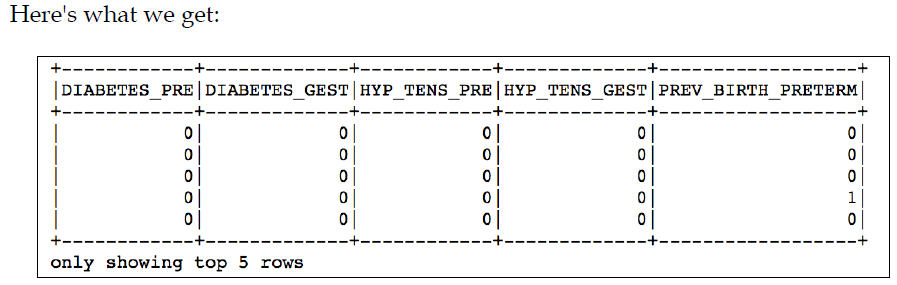 Here's what we get:
+------------+-------------+------------+-------------+------------------+
|DIABETES_PRE|DIABETES_GEST|HYP_TENS_PRE|HYP_TENS_GEST|PREV_BIRTH_PRETERM|
+------------+-------------+------------+-------------+------------------+
|           0|            0|           0|            0|                 0|
|           0|            0|           0|            0|                 0|
|           0|            0|           0|            0|                 0|
|           0|            0|           0|            0|                 1|
|           0|            0|           0|            0|                 0|
+------------+-------------+------------+-------------+------------------+
only showing top 5 rows